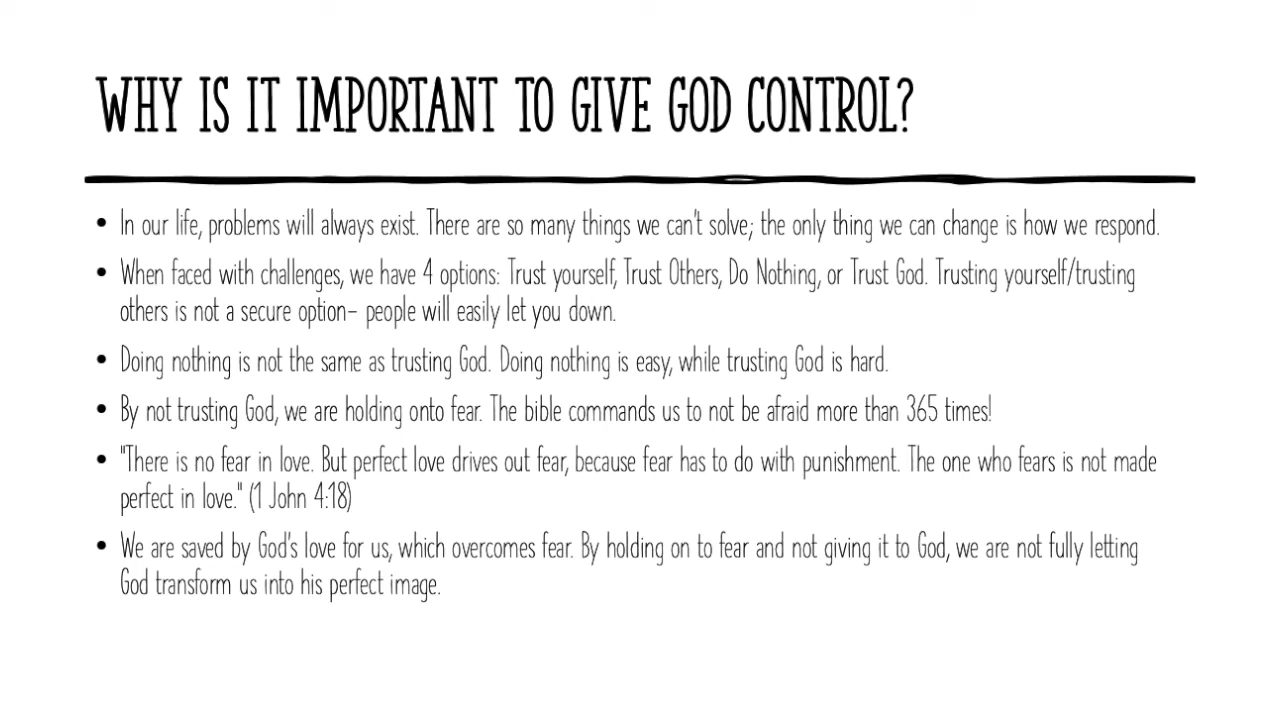 WHY IS IT IMPORTANT TO GIVE GOD CONTROL?
• In our life, problems will always exist. There are so many things we can't solve; the only thing we can change is how we respond.
• When faced with challenges, we have 4 options: Trust yourself, Trust Others, Do Nothing, or Trust God. Trusting yourself/trusting
others is not a secure option- people will easily let you down.
• Doing nothing is not the same as trusting God. Doing nothing is easy, while trusting God is hard.
• By not trusting God, we are holding onto fear. The bible commands us to not be afraid more than 365 times!
• "There is no fear in love. But perfect love drives out fear, because fear has to do with punishment. The one who fears is not made
perfect in love." (1 John 4:18)
• We are saved by God's love for us, which overcomes fear. By holding on to fear and not giving it to God, we are not fully letting
God transform us into his perfect image.